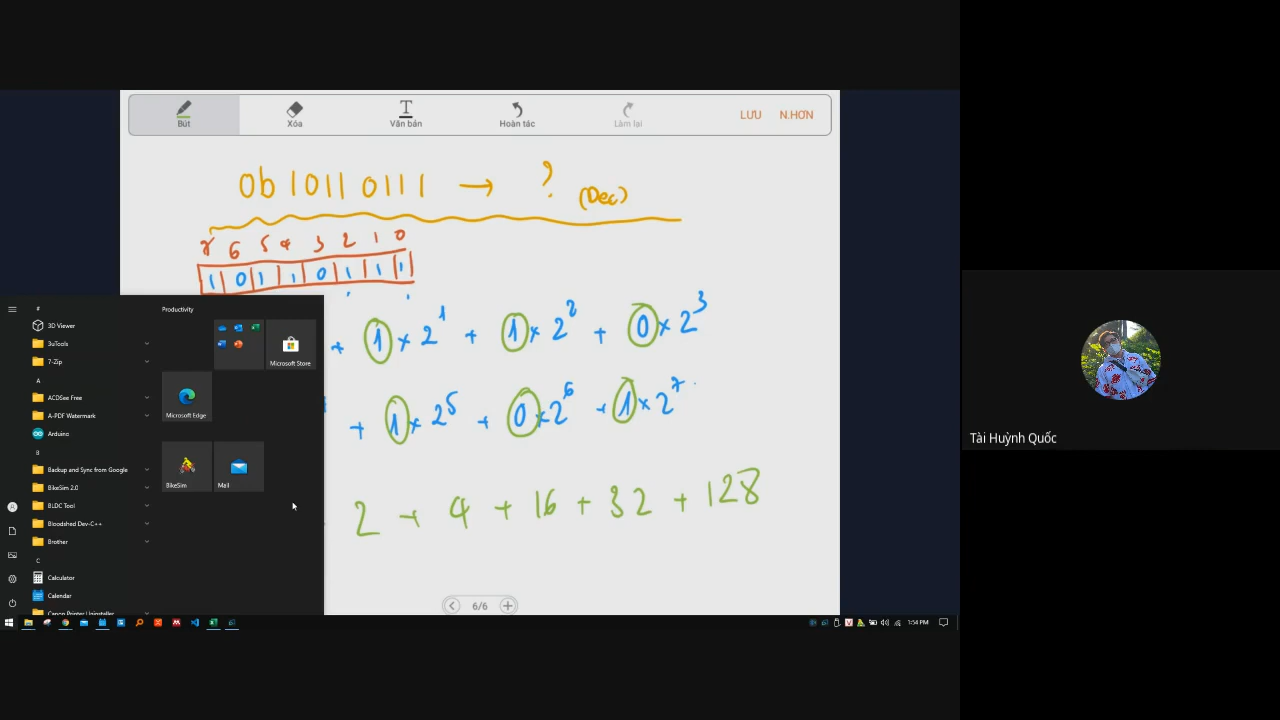 Bút Xóa Văn bản Hoàn tác Làm lại LƯU N.HƠN
0b 1011 0111 → ? (Dec)
7 6 5 4 3 2 1 0
1 0 1 1 0 1 1 1
+ 1 × 2^1 + 1 × 2^2 + 0 × 2^3
+ 1 × 2^5 + 0 × 2^6 + 1 × 2^7
2 + 4 + 16 + 32 + 128
6/6
#
3D Viewer
3uTools
7-Zip
A
ACDSee Free
A-PDF Watermark
Arduino
B
Backup and Sync from Google
BikeSim 2.0
BLDC Tool
Bloodshed Dev-C++
Brother
C
Calculator
Calendar
Canon Printer Uninstaller
Productivity
Microsoft Store
Microsoft Edge
BikeSim Mail
1:54 PM
Tài Huỳnh Quốc